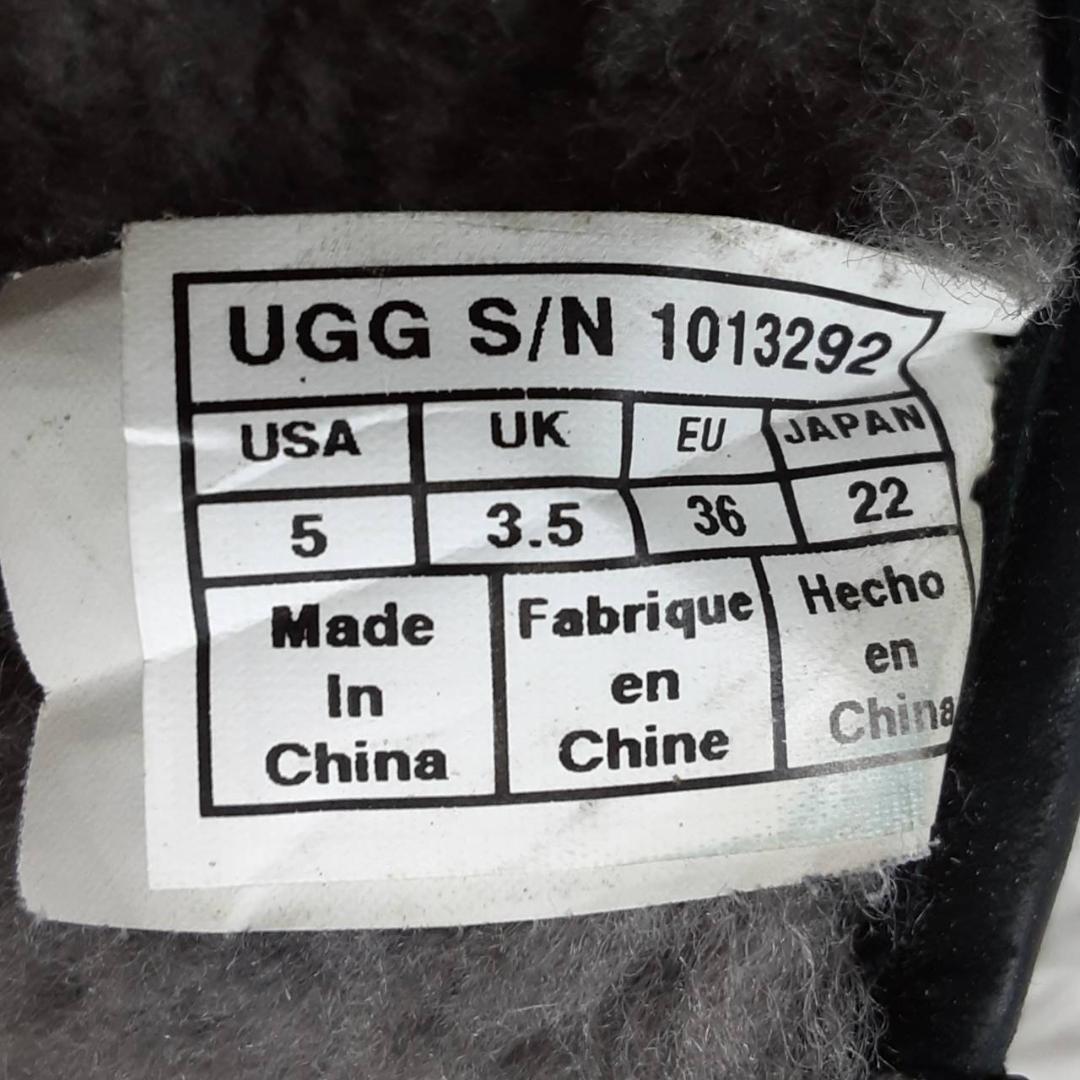 UGG S/N 1013292
USA UK EU JAPAN
5 3.5 36 22
Made
In
China
Fabrique
en
Chine
Hecho
en
China